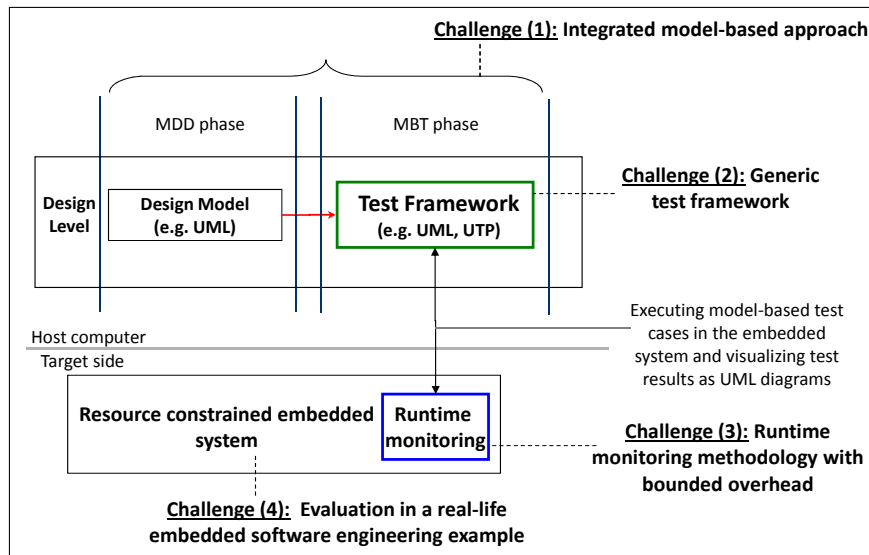 Challenge (1): Integrated model-based approach
MDD phase
MBT phase
Design
Level
Design Model
(e.g. UML)
Test Framework
(e.g. UML, UTP)
Challenge (2): Generic
test framework
Executing model-based test
cases in the embedded
system and visualizing test
results as UML diagrams
Host computer
Target side
Resource constrained embedded
system
Runtime
monitoring
Challenge (3): Runtime
monitoring methodology with
bounded overhead
Challenge (4): Evaluation in a real-life
embedded software engineering example